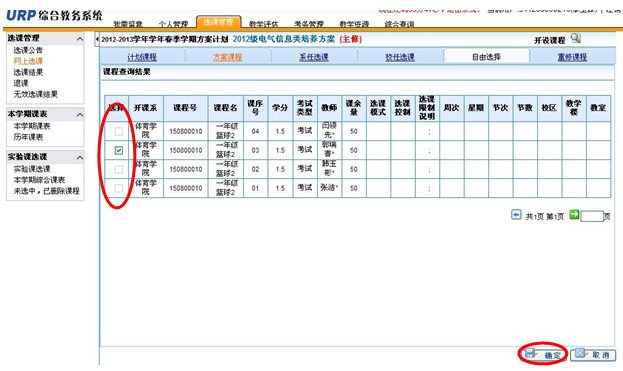 URP综合教务系统
我需留意 个人管理 选课管理 教学评估 考务管理 教学资源 综合查询
选课管理
选课公告
网上选课
选课结果
退课
无效选课结果
本学期课表
本学期课表
历年课表
实验课选课
实验课选课
本学期综合课表
未选中，已删除课程
2012-2013学年学年春季学期方案计划 2012级电气信息类培养方案 (主修) 开设课程
计划课程 方案课程 系任选课 校任选课 自由选择 重修课程
课程查询结果
选择 开课系 课程号 课程名 课序号 学分 考试类型 教师 课余量 选课模式 选课控制 选课限制说明 周次 星期 节次 节数 校区 教学楼 教室
体育学院 150800010 一年级篮球2 04 1.5 考试 闫领先* 50 ;
体育学院 150800010 一年级篮球2 03 1.5 考试 50 ;
体育学院 150800010 一年级篮球2 02 1.5 考试 韩玉彬* 50 ;
体育学院 150800010 一年级篮球2 01 1.5 考试 张洁* 50 ;
共1页 第1页 页
确定 取消